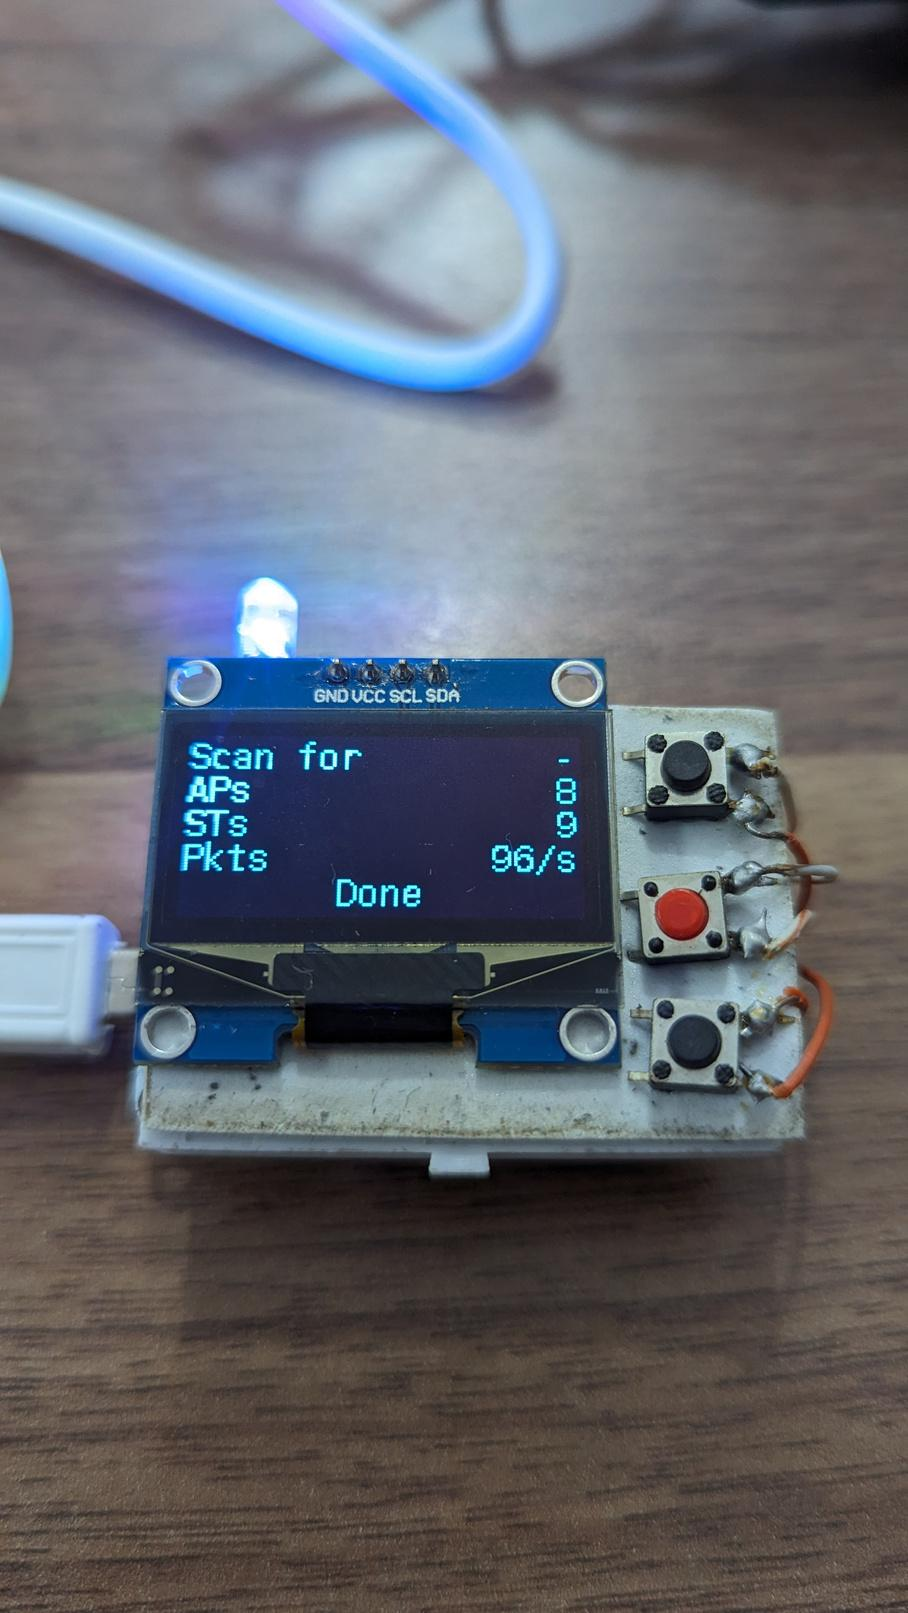 GND VCC SCL SDA
Scan for -
APs 8
STs 9
Pkts 96/s
Done